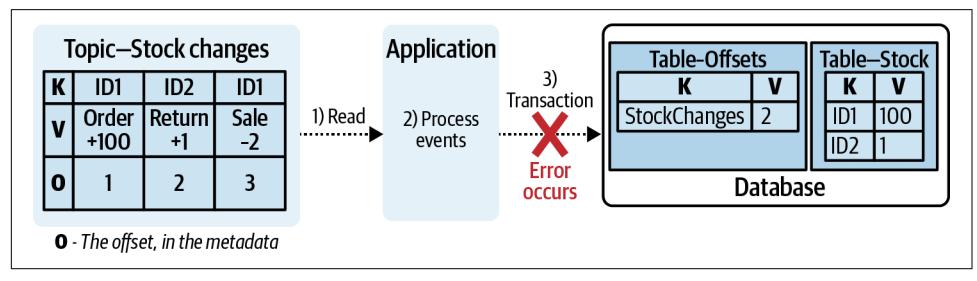 Topic—Stock changes
K ID1 ID2 ID1
V Order +100 Return +1 Sale -2
O 1 2 3
O - The offset, in the metadata
1) Read
Application
2) Process
events
3)
Transaction
Error
occurs
Table-Offsets
K V
StockChanges 2
Table—Stock
K V
ID1 100
ID2 1
Database